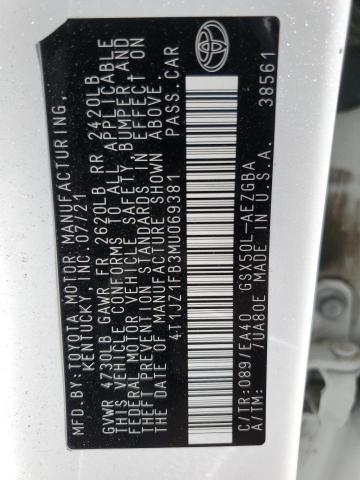 MFD.BY:TOYOTA MOTOR MANUFACTURING,
KENTUCKY, INC. 07/21
GVWR 4730LB GAWR FR 2620LB RR 2420LB
THIS VEHICLE CONFORMS TO ALL APPLICABLE
FEDERAL MOTOR VEHICLE SAFETY, BUMPER, AND
THEFT PREVENTION STANDARDS IN EFFECT ON
THE DATE OF MANUFACTURE SHOWN ABOVE.
4T1JZ1FB3MU069381 PASS.CAR
C/TR:089/EA40 GSX50L-AEZGBA
A/TM: 7UA80E MADE IN U.S.A. 38561